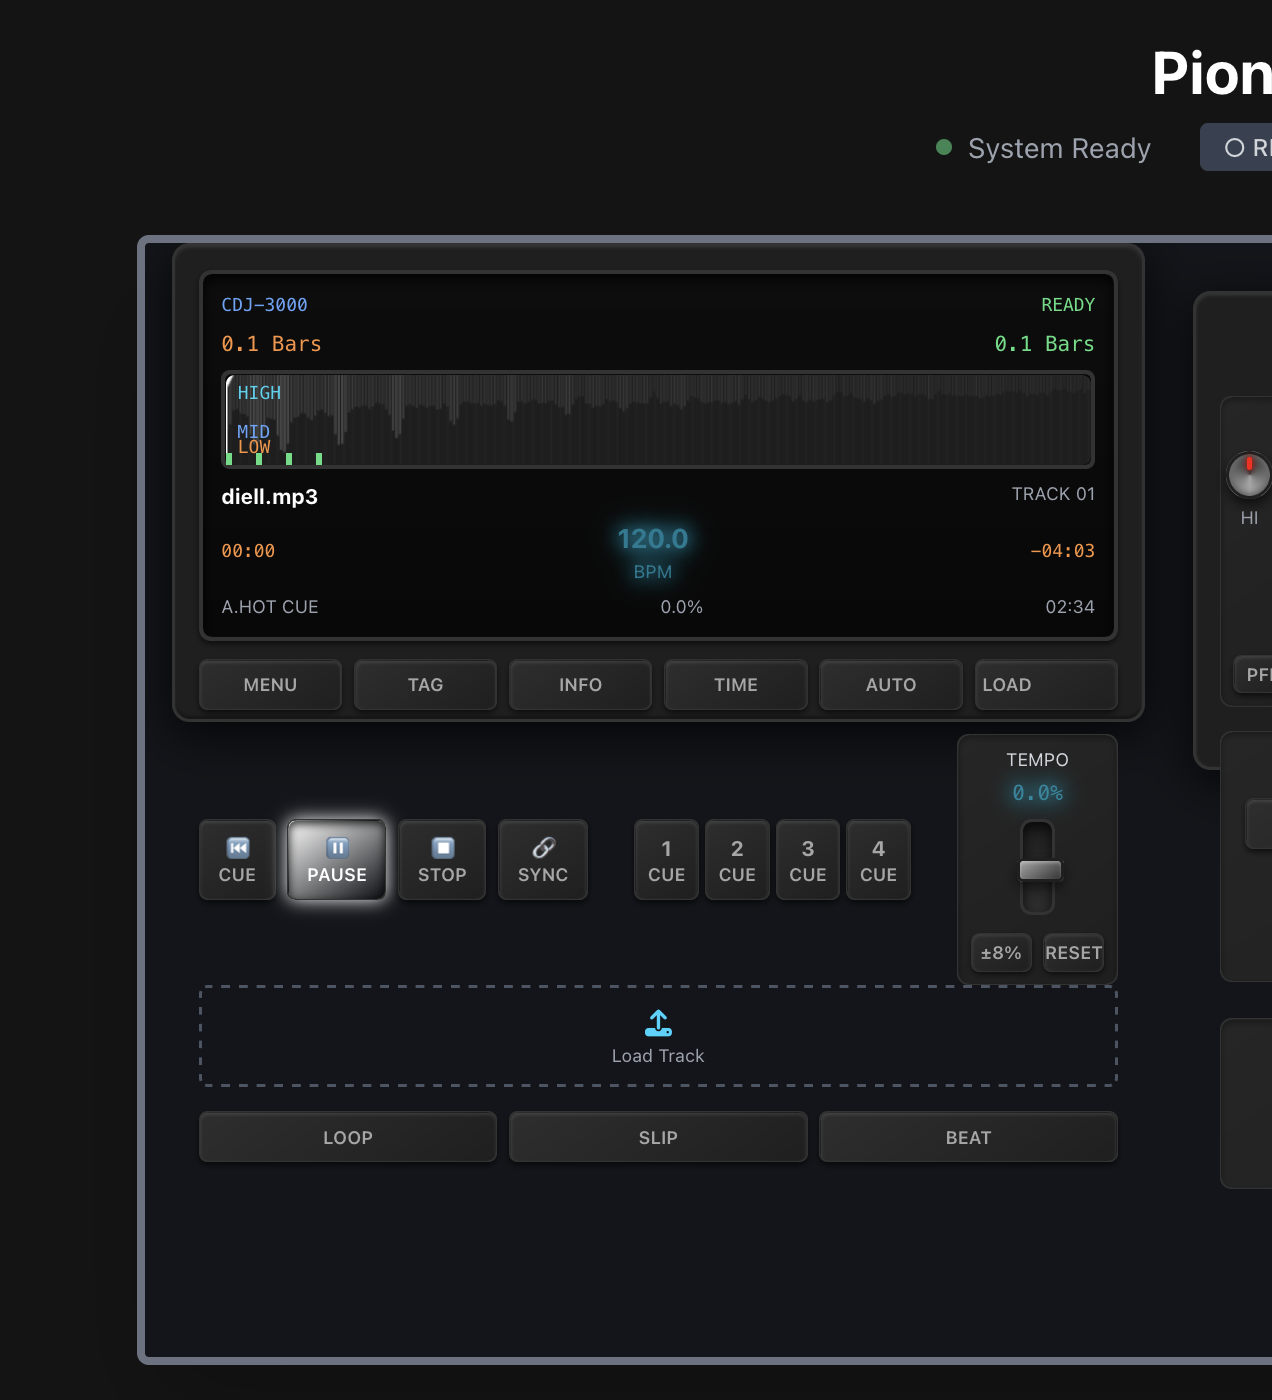 Pion
System Ready
RE
CDJ-3000
READY
0.1 Bars
0.1 Bars
HIGH
MID
LOW
diell.mp3
TRACK 01
120.0
00:00
-04:03
BPM
A.HOT CUE
0.0%
02:34
MENU
TAG
INFO
TIME
AUTO
LOAD
HI
PFL
TEMPO
0.0%
CUE
PAUSE
STOP
SYNC
1
CUE
2
CUE
3
CUE
4
CUE
±8%
RESET
Load Track
LOOP
SLIP
BEAT